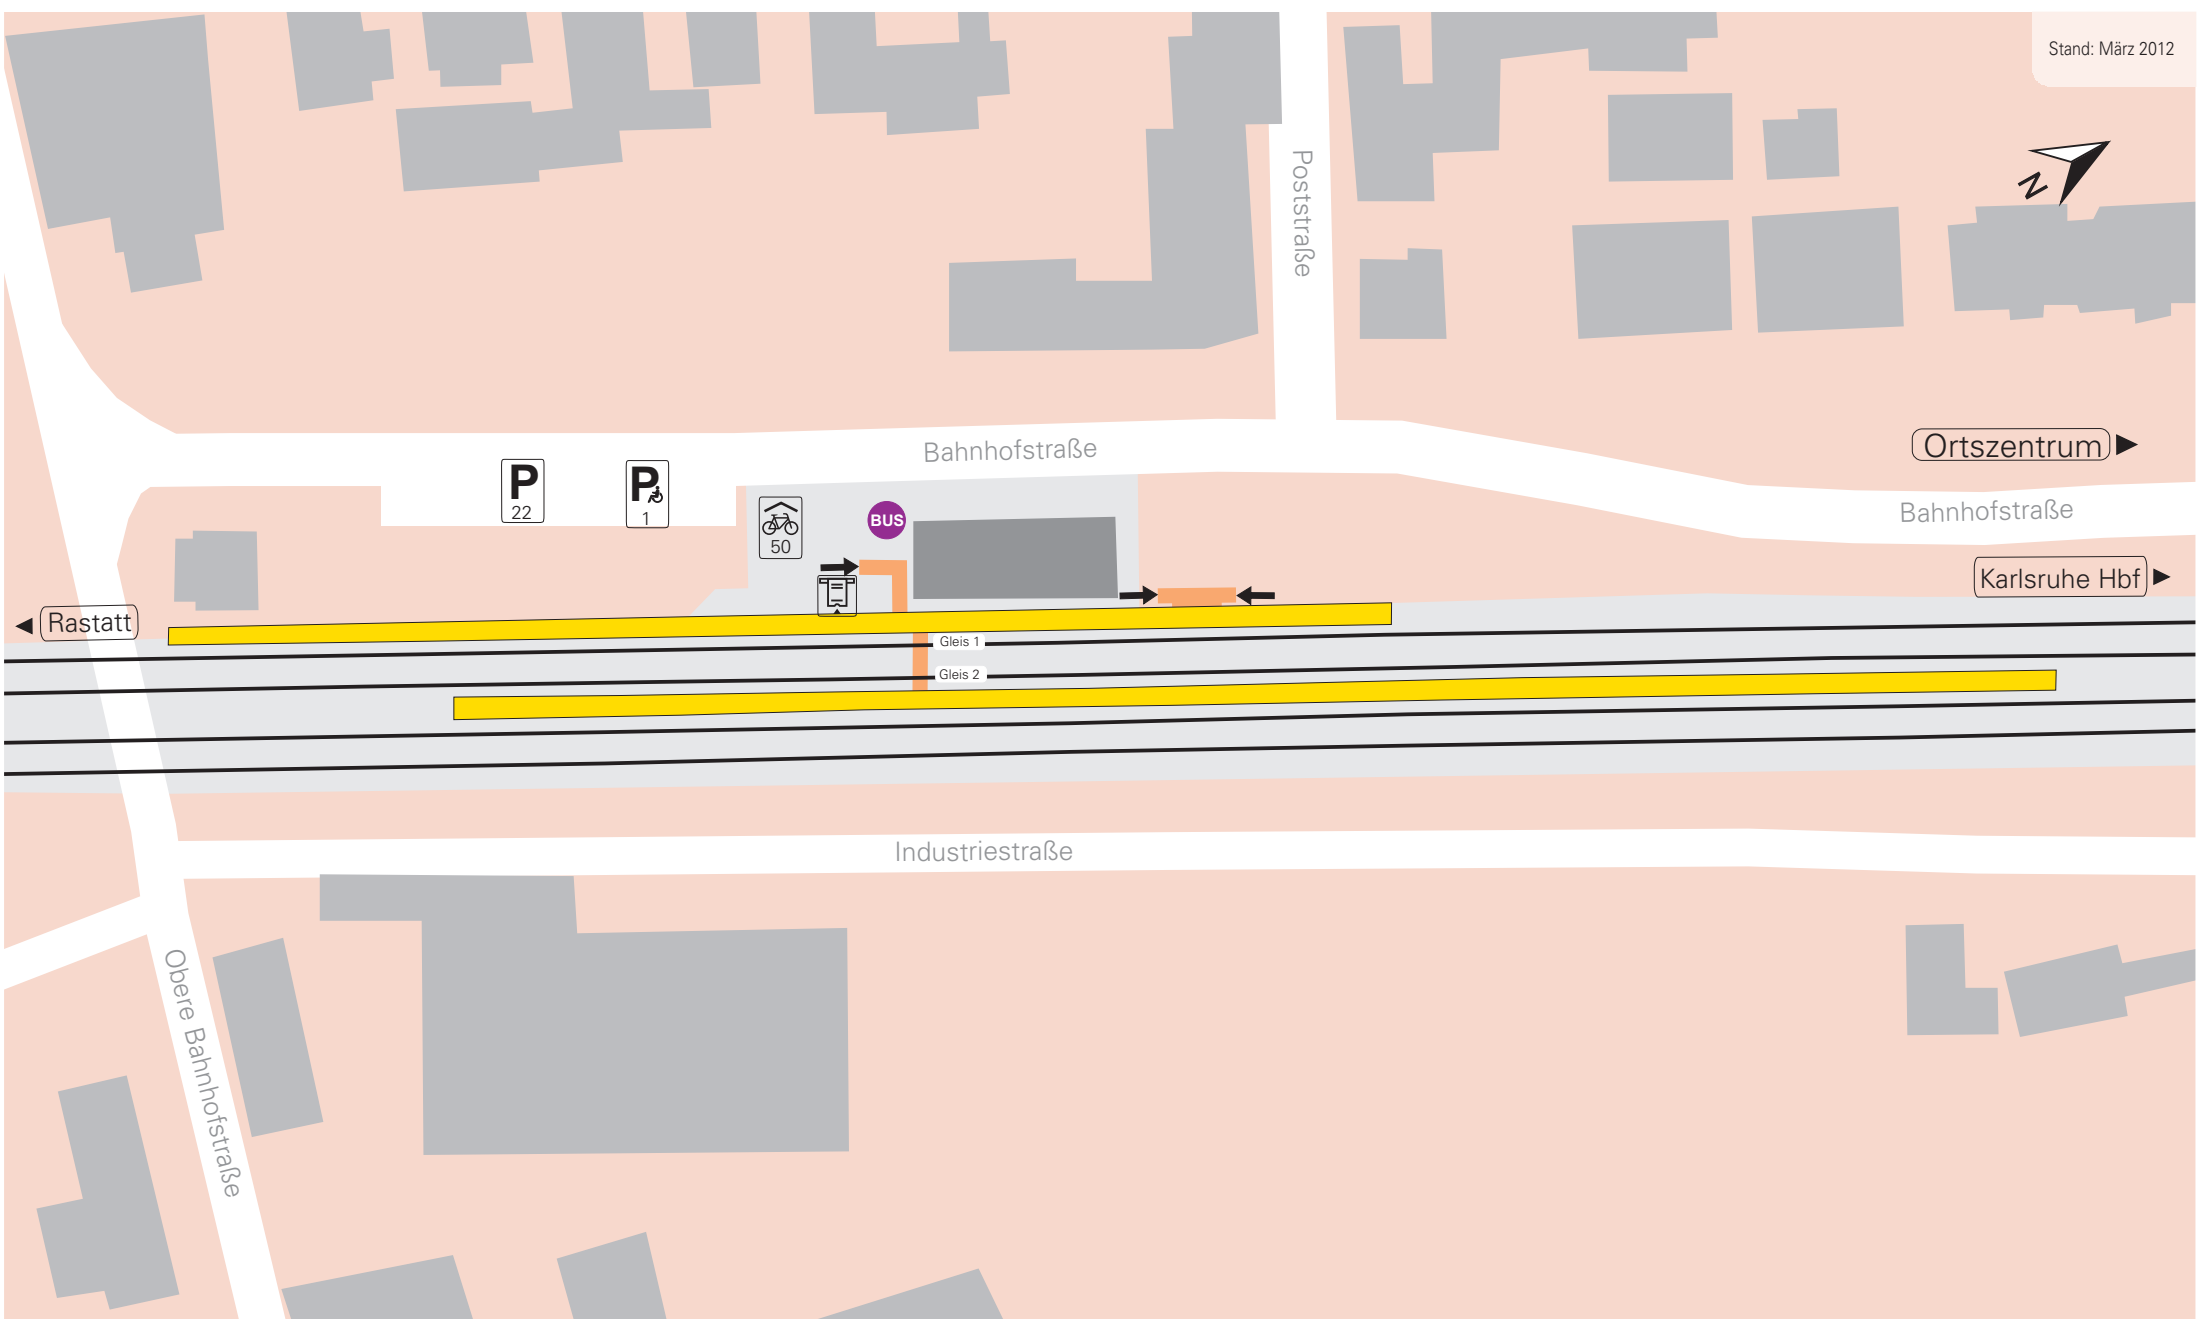 Stand: März 2012
Poststraße
N
Bahnhofstraße
Ortszentrum
P
22
P
1
50
BUS
Bahnhofstraße
Karlsruhe Hbf
Rastatt
Gleis 1
Gleis 2
Industriestraße
Obere Bahnhofstraße